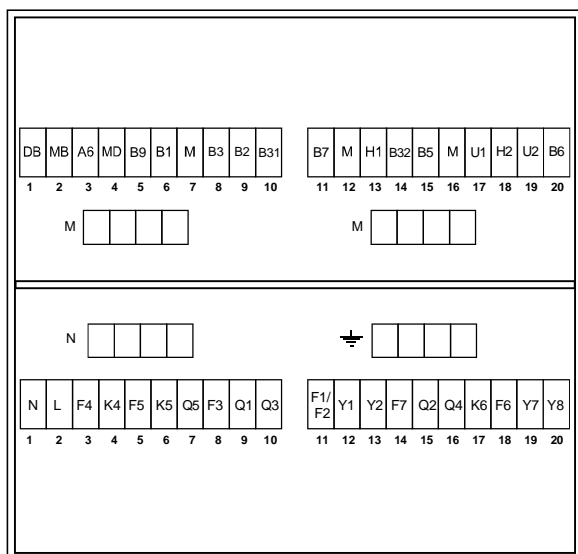 DB MB A6 MD B9 B1 M B3 B2 B31 B7 M H1 B32 B5 M U1 H2 U2 B6
1 2 3 4 5 6 7 8 9 10 11 12 13 14 15 16 17 18 19 20
M M
N
N L F4 K4 F5 K5 Q5 F3 Q1 Q3 F1/F2 Y1 Y2 F7 Q2 Q4 K6 F6 Y7 Y8
1 2 3 4 5 6 7 8 9 10 11 12 13 14 15 16 17 18 19 20